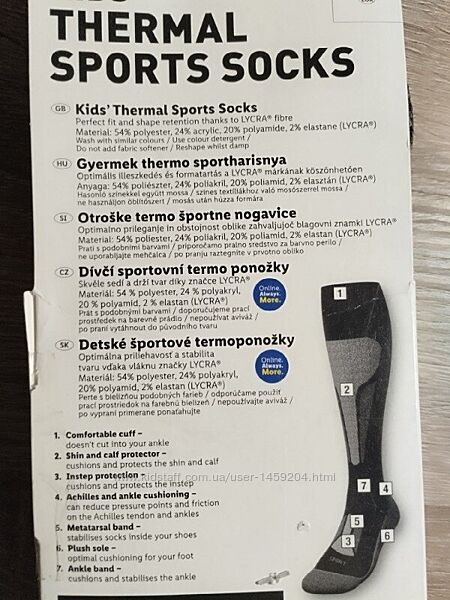 THERMAL
SPORTS SOCKS
GB Kids' Thermal Sports Socks
Perfect fit and shape retention thanks to LYCRA® fibre
Material: 54% polyester, 24% acrylic, 20% polyamide, 2% elastane (LYCRA®)
Wash with similar colours / Use colour detergent /
Do not add fabric softener / Reshape whilst damp
HU Gyermek thermo sportharisnya
Optimális illeszkedés és formatartás a LYCRA® márkának köszönhetően
Anyaga: 54% poliészter, 24% poliakril, 20% poliamid, 2% elasztán (LYCRA®)
Hasonló színekkel együtt mossa / színes textíliákhoz való mosószerrel mossa /
ne használjon öblítőszert / mosás után húzza formára
SI Otroške termo športne nogavice
Optimalno prileganje in obstojnost oblike zahvaljujoč blagovni znamki LYCRA®
Material: 54% poliester, 24% poliakril, 20% poliamid, 2% elastan (LYCRA®)
Prati s podobnimi barvami / priporočamo pralno sredstvo za barvno perilo /
ne uporabljajte mehčalca / po pranju raztegnite v prvotno obliko
CZ Dívčí sportovní termo ponožky
Skvěle sedí a drží tvar díky značce LYCRA®
Materiál: 54 % polyester, 24 % polyakryl,
20 % polyamid, 2 % elastan (LYCRA®)
Prát s podobnými barvami / doporučujeme prací
prostředek na barevné prádlo / nepoužívat aviváž /
po praní vytáhnout do původního tvaru
Online.
Always.
More.
SK Detské športové termoponožky
Optimálna priliehavosť a stabilita
tvaru vďaka vláknu značky LYCRA®
Materiál: 54% polyester, 24% polyakryl,
20% polyamid, 2% elastan (LYCRA®)
Perte s bielizňou podobných farieb / odporúčame použiť
prací prostriedok na farebnú bielizeň / nepoužívajte aviváž /
po vypraní primerane ponaťahujte
Online.
Always.
More.
1. Comfortable cuff –
doesn't cut into your ankle
2. Shin and calf protector –
cushions and protects the shin and calf
3. Instep protection –
cushions and protects the instep
4. Achilles and ankle cushioning –
can reduce pressure points and friction
on the Achilles tendon and ankles
5. Metatarsal band –
stabilises socks inside your shoes
6. Plush sole –
optimal cushioning for your foot
7. Ankle band –
cushions and stabilises the ankle
1
2
7
4
5
3
6
www.kidstaff.com.ua/user-1459204.html